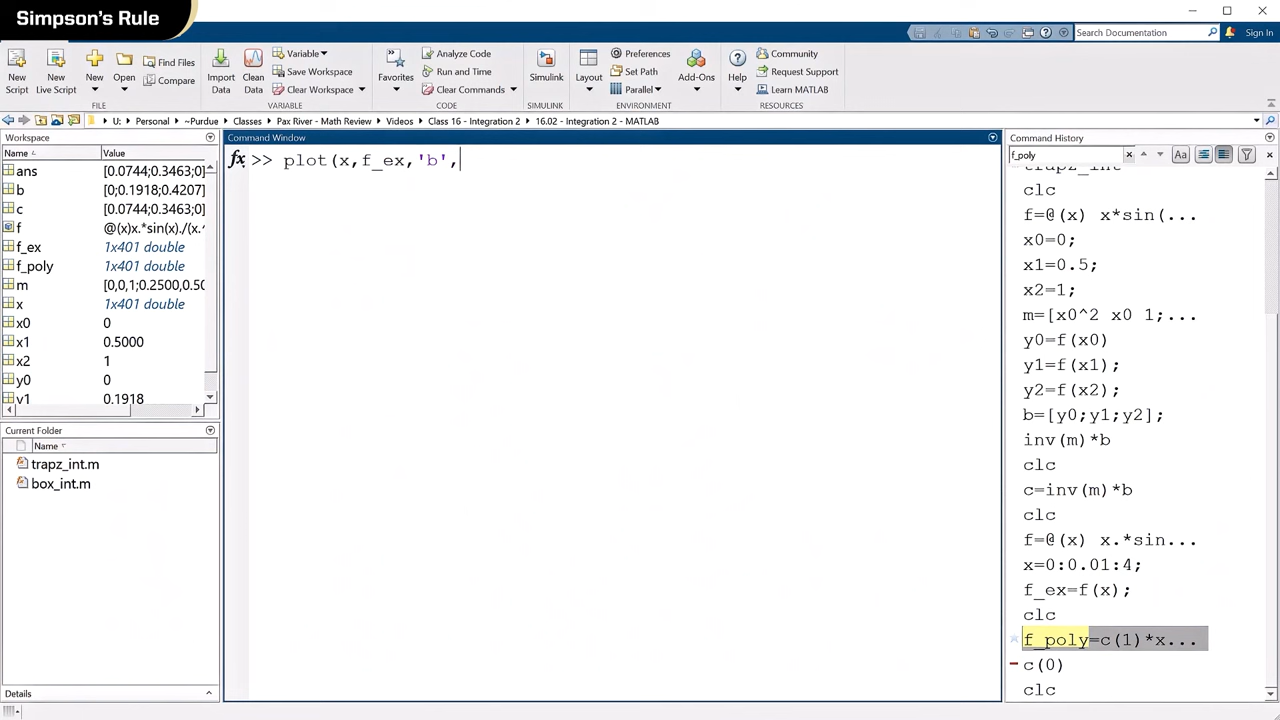 Simpson's Rule
Search Documentation
Sign In
New Script
New Live Script
New
Open
Find Files
Compare
FILE
Import Data
Clean Data
Variable
Save Workspace
Clear Workspace
VARIABLE
Favorites
Analyze Code
Run and Time
Clear Commands
CODE
Simulink
SIMULINK
Layout
Preferences
Set Path
Parallel
Add-Ons
ENVIRONMENT
Help
Community
Request Support
Learn MATLAB
RESOURCES
U: Personal ~Purdue Pax River - Math Review Videos Class 16 - Integration 2 16.02 - Integration 2 - MATLAB
Workspace
Name Value
ans [0.0744;0.3463;0]
b [0;0.1918;0.4207]
c [0.0744;0.3463;0]
f @(x)x.*sin(x)./(x.^
f_ex 1x401 double
f_poly 1x401 double
m [0,0,1;0.2500,0.50
x 1x401 double
x0 0
x1 0.5000
x2 1
y0 0
y1 0.1918
Current Folder
Name
trapz_int.m
box_int.m
Details
Command Window
fx >> plot(x,f_ex,'b',
Command History
f_poly
Aa
trapz_int
clc
f=@(x) x*sin(...
x0=0;
x1=0.5;
x2=1;
m=[x0^2 x0 1;...
y0=f(x0)
y1=f(x1);
y2=f(x2);
b=[y0;y1;y2];
inv(m)*b
clc
c=inv(m)*b
clc
f=@(x) x.*sin...
x=0:0.01:4;
f_ex=f(x);
clc
f_poly=c(1)*x...
c(0)
clc